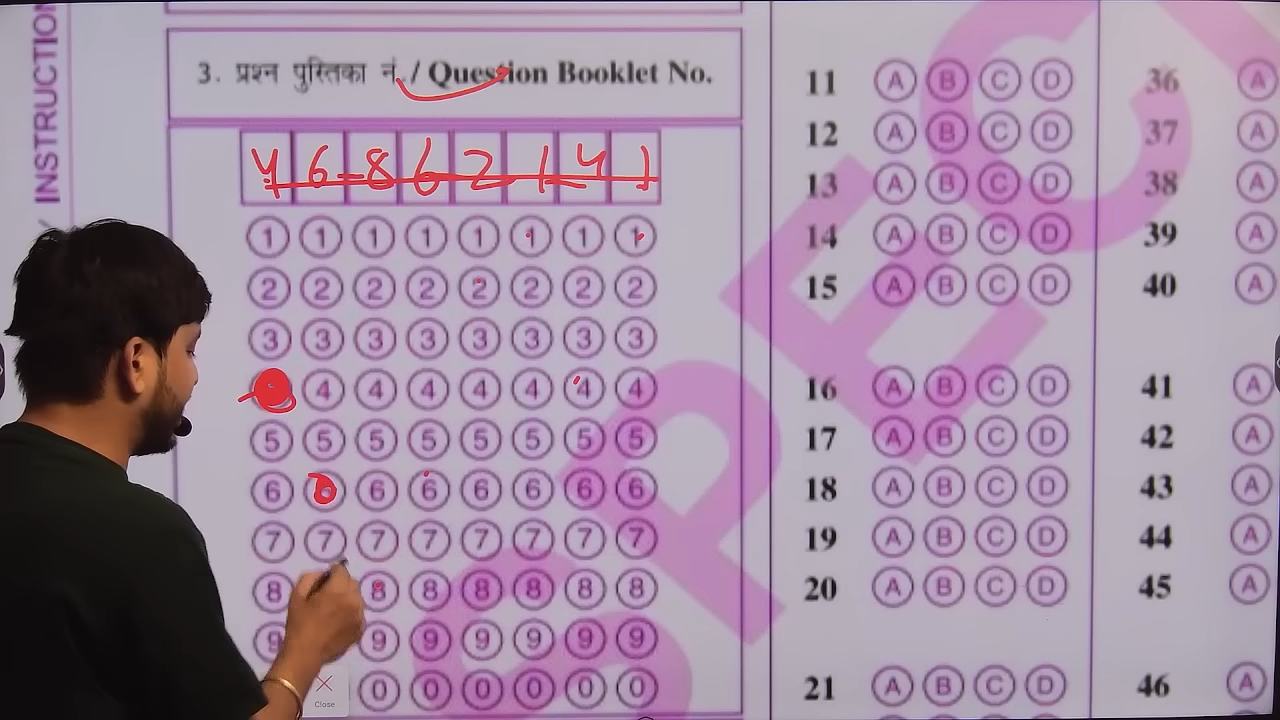 INSTRUCTION
3. प्रश्न पुस्तिका नं. / Question Booklet No.
4 6 8 6 2 1 4 1
1 1 1 1 1 1 1 1
2 2 2 2 2 2 2 2
3 3 3 3 3 3 3 3
4 4 4 4 4 4 4
5 5 5 5 5 5 5 5
6 6 6 6 6 6 6
7 7 7 7 7 7 7 7
8 8 8 8 8 8 8
9 9 9 9 9 9 9
0 0 0 0 0 0
Close
11 A B C D
12 A B C D
13 A B C D
14 A B C D
15 A B C D
16 A B C D
17 A B C D
18 A B C D
19 A B C D
20 A B C D
21 A B C D
36 A
37 A
38 A
39 A
40 A
41 A
42 A
43 A
44 A
45 A
46 A
SPEC